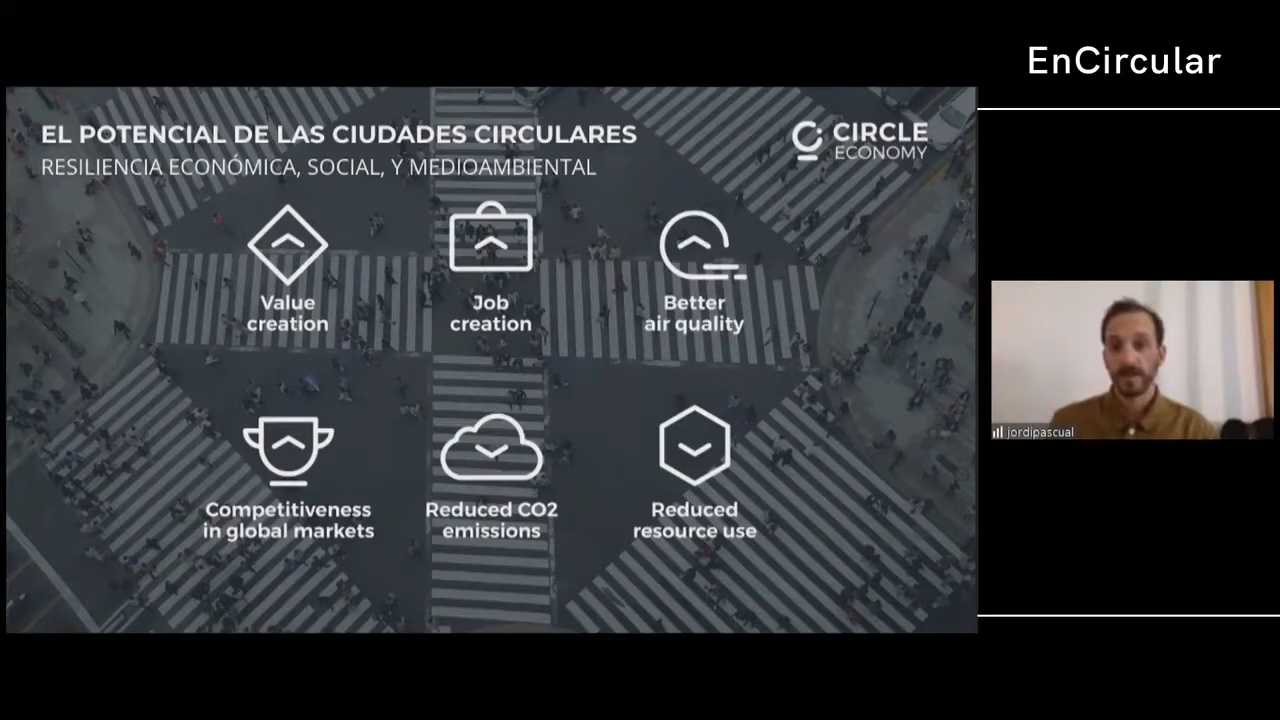 EnCircular
EL POTENCIAL DE LAS CIUDADES CIRCULARES
RESILIENCIA ECONÓMICA, SOCIAL, Y MEDIOAMBIENTAL
CIRCLE
ECONOMY
Value
creation
Job
creation
Better
air quality
Competitiveness
in global markets
Reduced CO2
emissions
Reduced
resource use
jordipascual